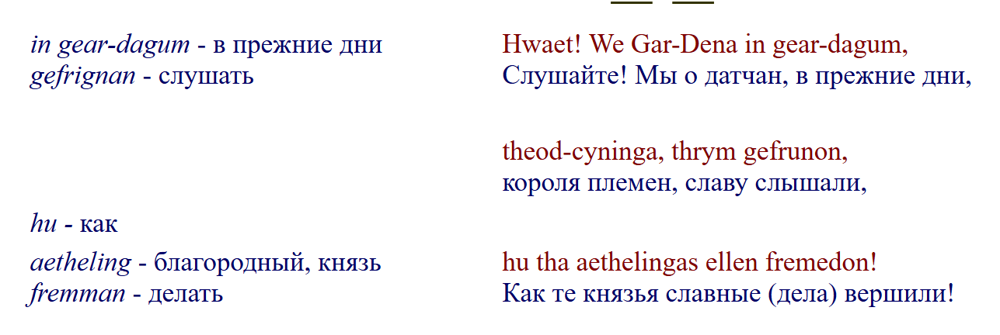 in gear-dagum - в прежние дни
gefrignan - слушать
hu - как
aetheling - благородный, князь
fremman - делать
Hwaet! We Gar-Dena in gear-dagum,
Слушайте! Мы о датчан, в прежние дни,
theod-cyninga, thrym gefrunon,
короля племен, славу слышали,
hu tha aethelingas ellen fremedon!
Как те князья славные (дела) вершили!